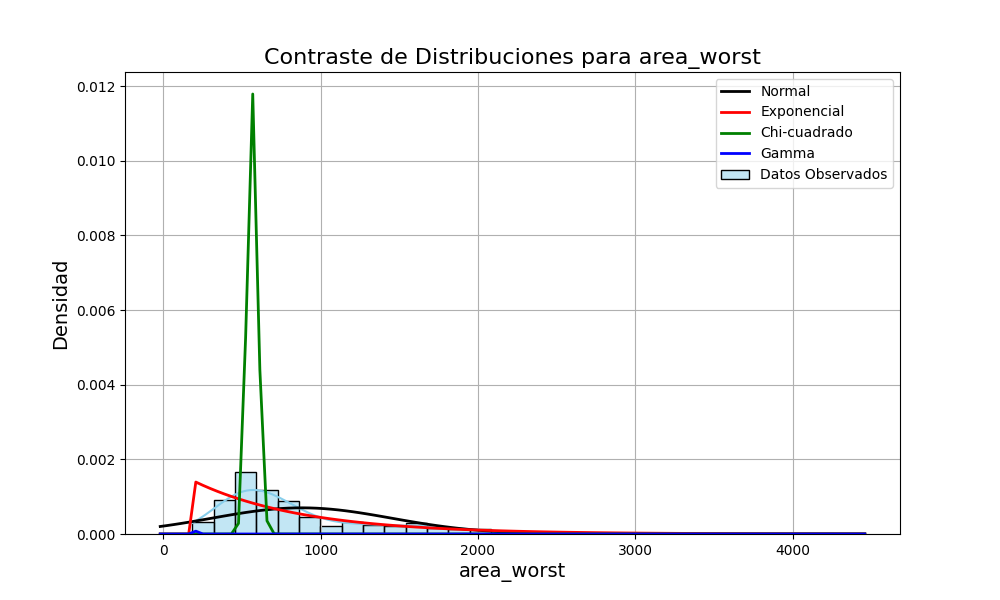 Contraste de Distribuciones para area_worst
Normal
Exponencial
Chi-cuadrado
Gamma
Datos Observados
0.012
0.010
0.008
0.006
0.004
0.002
0.000
Densidad
0
1000
2000
3000
4000
area_worst